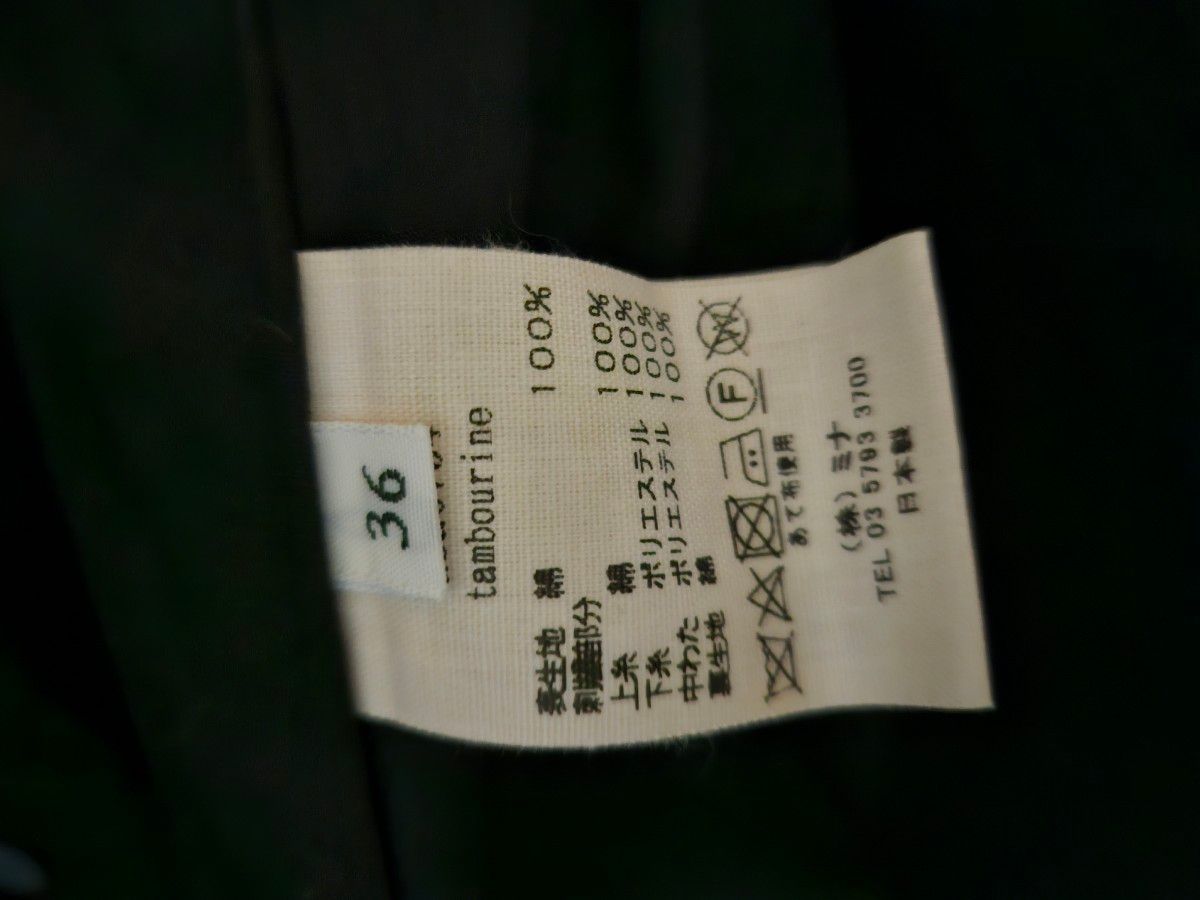 36
tambourine
表生地 綿 100%
刺繍部分
上糸 綿 100%
下糸 ポリエステル 100%
中わた ポリエステル 100%
裏生地 綿 100%
F
W
あて布使用
(株)ミナ
TEL 03 5793 3700
日本製